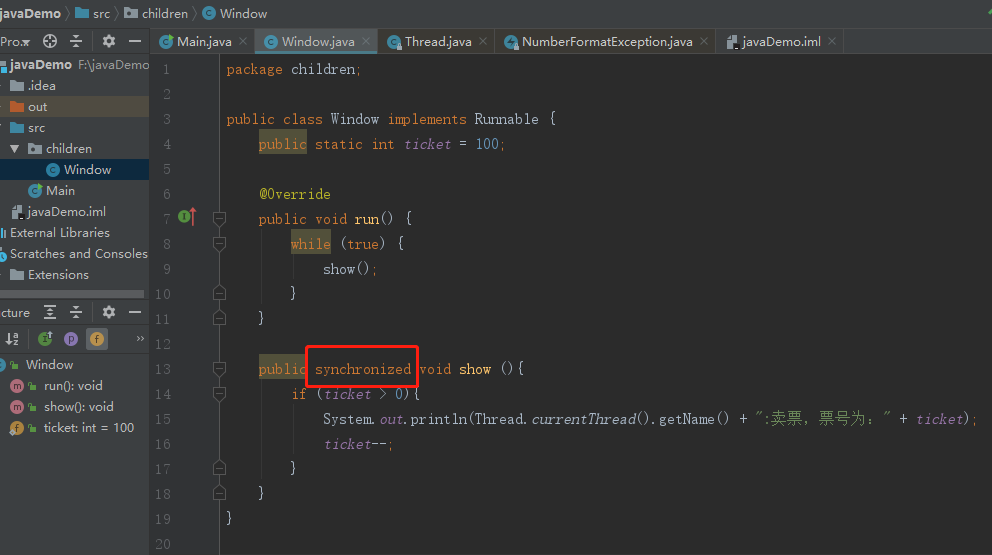 javaDemo src children Window
Pro...
Main.java Window.java Thread.java NumberFormatException.java javaDemo.iml
javaDemo F:\javaDemo
.idea
out
src
children
Window
Main
javaDemo.iml
External Libraries
Scratches and Consoles
Extensions
cture
Window
run(): void
show(): void
ticket: int = 100
1 package children;
2
3 public class Window implements Runnable {
4 public static int ticket = 100;
5
6 @Override
7 public void run() {
8 while (true) {
9 show();
10 }
11 }
12
13 public synchronized void show (){
14 if (ticket > 0){
15 System.out.println(Thread.currentThread().getName() + ":卖票，票号为：" + ticket);
16 ticket--;
17 }
18 }
19 }
20